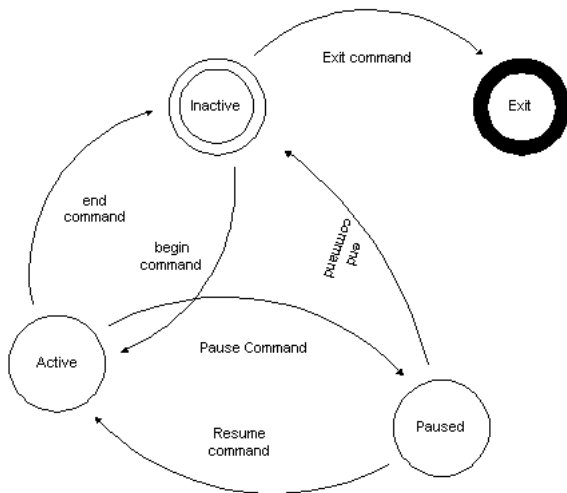 Exit command
Inactive
Exit
end
command
begin
command
end
command
Pause Command
Active
Resume
command
Paused